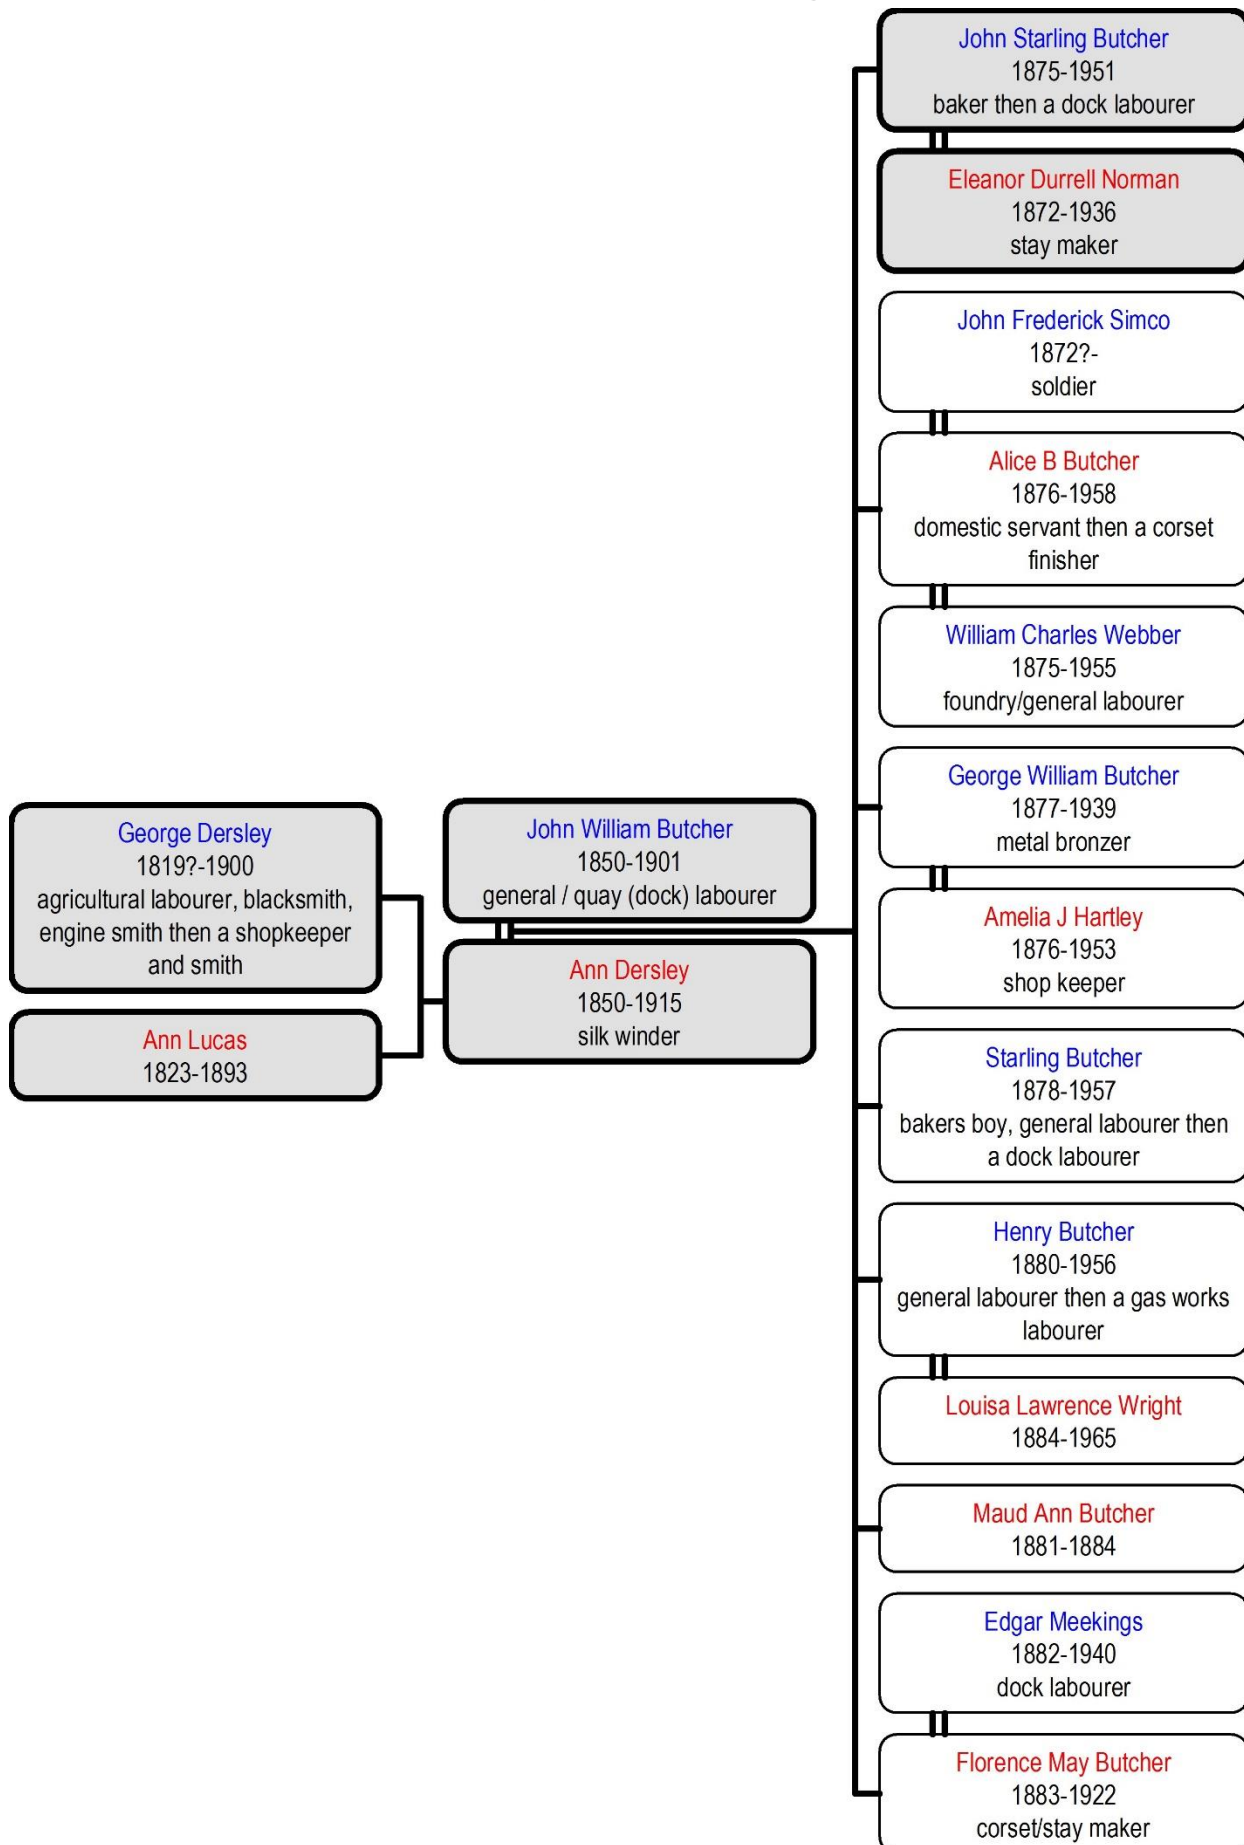 George Dersley
1819?-1900
agricultural labourer, blacksmith,
engine smith then a shopkeeper
and smith
Ann Lucas
1823-1893
John William Butcher
1850-1901
general / quay (dock) labourer
Ann Dersley
1850-1915
silk winder
John Starling Butcher
1875-1951
baker then a dock labourer
Eleanor Durrell Norman
1872-1936
stay maker
John Frederick Simco
1872?-
soldier
Alice B Butcher
1876-1958
domestic servant then a corset
finisher
William Charles Webber
1875-1955
foundry/general labourer
George William Butcher
1877-1939
metal bronzer
Amelia J Hartley
1876-1953
shop keeper
Starling Butcher
1878-1957
bakers boy, general labourer then
a dock labourer
Henry Butcher
1880-1956
general labourer then a gas works
labourer
Louisa Lawrence Wright
1884-1965
Maud Ann Butcher
1881-1884
Edgar Meekings
1882-1940
dock labourer
Florence May Butcher
1883-1922
corset/stay maker